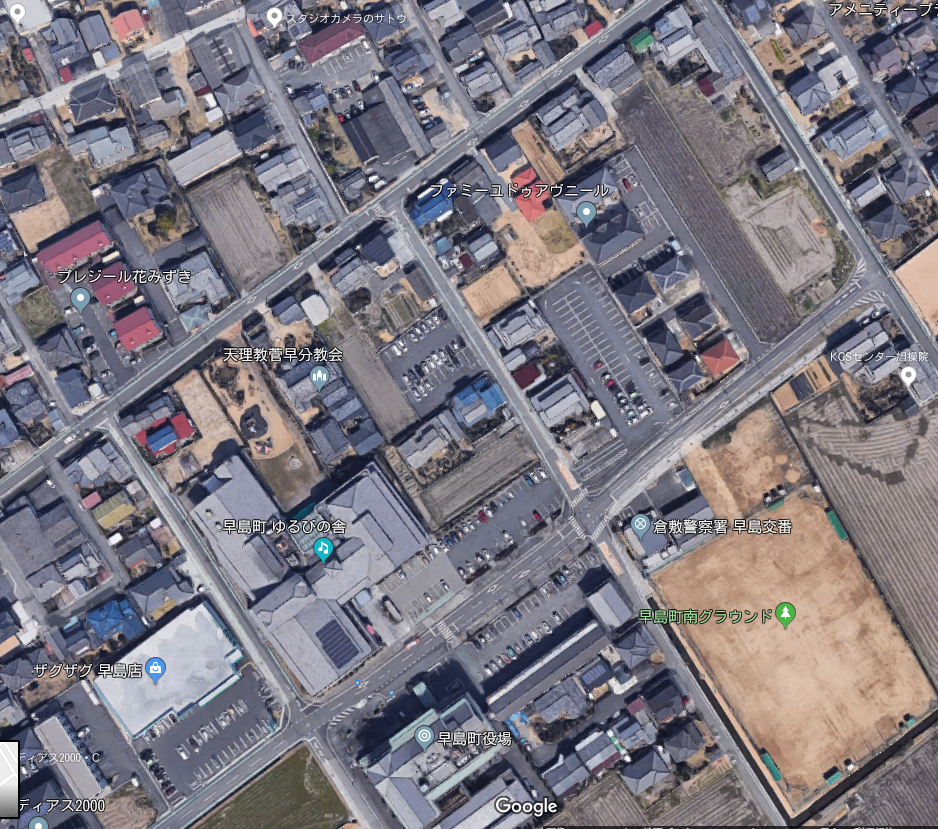 アメニティープラ
スタジオカメラのサトウ
ファミーユドゥアヴニール
プレジール花みずき
天理教菅早分教会
KCSセンター旭操院
早島町 ゆるびの舎
倉敷警察署 早島交番
早島町南グラウンド
ザグザグ 早島店
早島町役場
ディアス2000・C
ディアス2000
Google